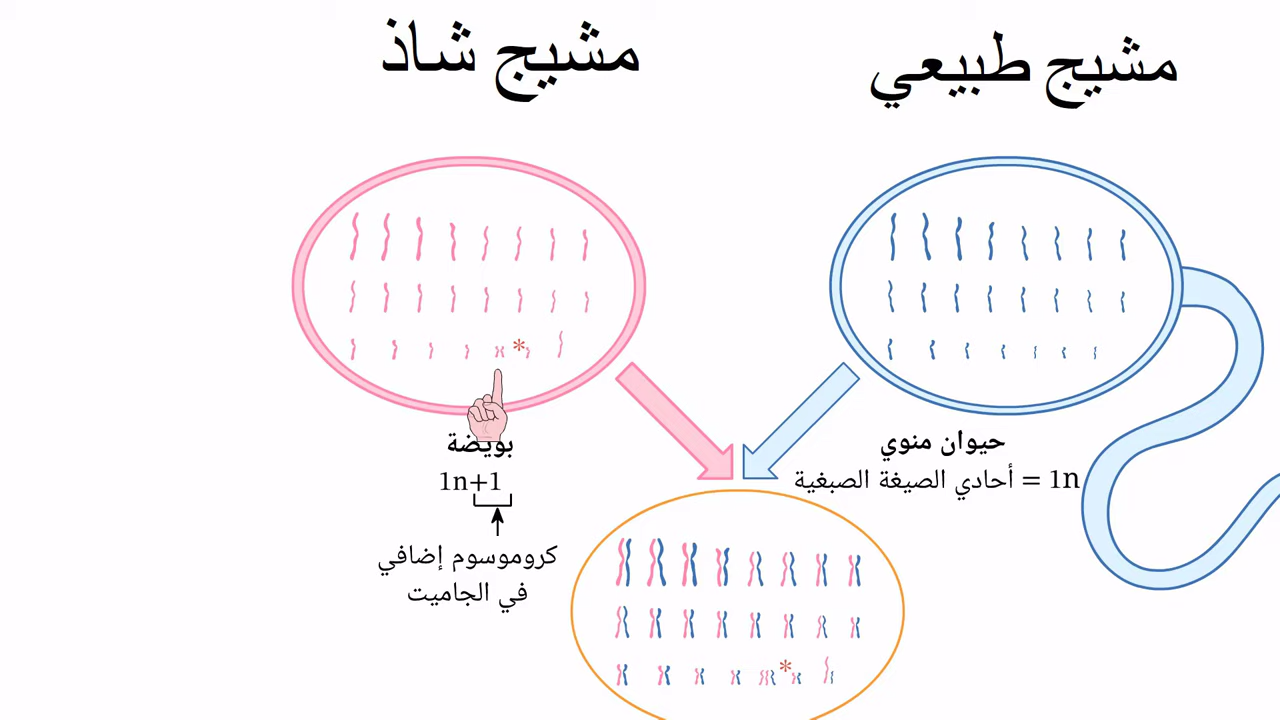 مشيج طبيعي
مشيج شاذ
*
حيوان منوي
1n = أحادي الصيغة الصبغية
بويضة
1n+1
كروموسوم إضافي
في الجاميت
*